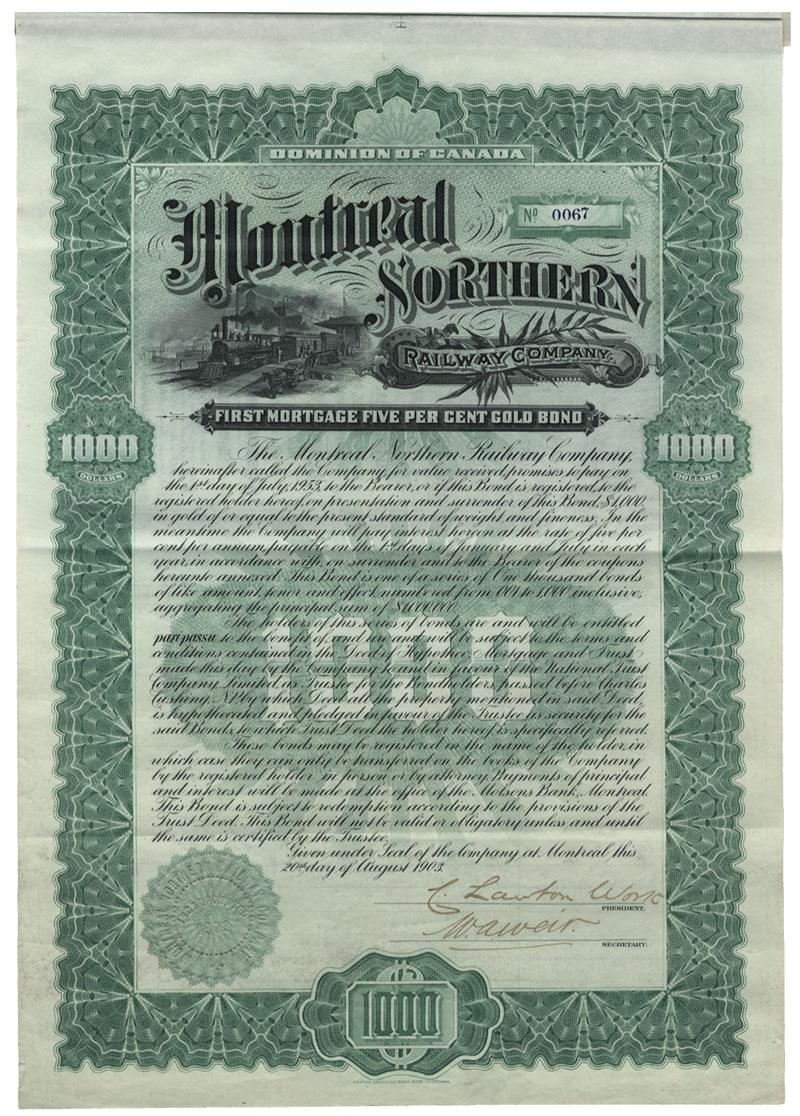 DOMINION OF CANADA
Montreal
Nº 0067
NORTHERN
RAILWAY COMPANY.
FIRST MORTGAGE FIVE PER CENT GOLD BOND
1000
DOLLARS
1000
DOLLARS
The Montreal Northern Railway Company,
hereinafter called the Company, for value received, promises to pay on
the 1st day of July, 1953, to the Bearer, or if this Bond is registered, to the
registered holder hereof, on presentation and surrender of this Bond, $1,000.
in gold of or equal to the present standard of weight and fineness. In the
meantime the Company will pay interest hereon at the rate of five per
cent per annum, payable on the 1st days of January and July in each
year, in accordance with, on surrender and to the Bearer of the coupons
hereunto annexed. This Bond is one of a series of One thousand bonds
of like amount, tenor and effect, numbered from 001 to 1,000 inclusive,
aggregating the principal sum of $1,000,000.
The holders of this series of bonds are and will be entitled
pari passu to the benefit of, and are and will be subject to the terms and
conditions contained in the Deed of Hypothec, Mortgage and Trust
made this day by the Company to and in favour of the National Trust
Company, Limited, as Trustee for the Bondholders, passed before Charles
Cushing, N.P. by which Deed all the property mentioned in said Deed,
is hypothecated and pledged in favour of the Trustee as security for the
said Bonds, to which Trust Deed the holder hereof is specifically referred.
These bonds may be registered in the name of the holder, in
which case they can only be transferred on the books of the Company
by the registered holder in person or by attorney. Payments of principal
and interest will be made at the office of the Molsons Bank, Montreal.
This Bond is subject to redemption according to the provisions of the
Trust Deed. This Bond will not be valid or obligatory unless and until
the same is certified by the Trustee.
Given under Seal of the Company at Montreal this
20th day of August 1903.
C. Lawton Work
PRESIDENT.
W. A. Weir.
SECRETARY.
1000
1000